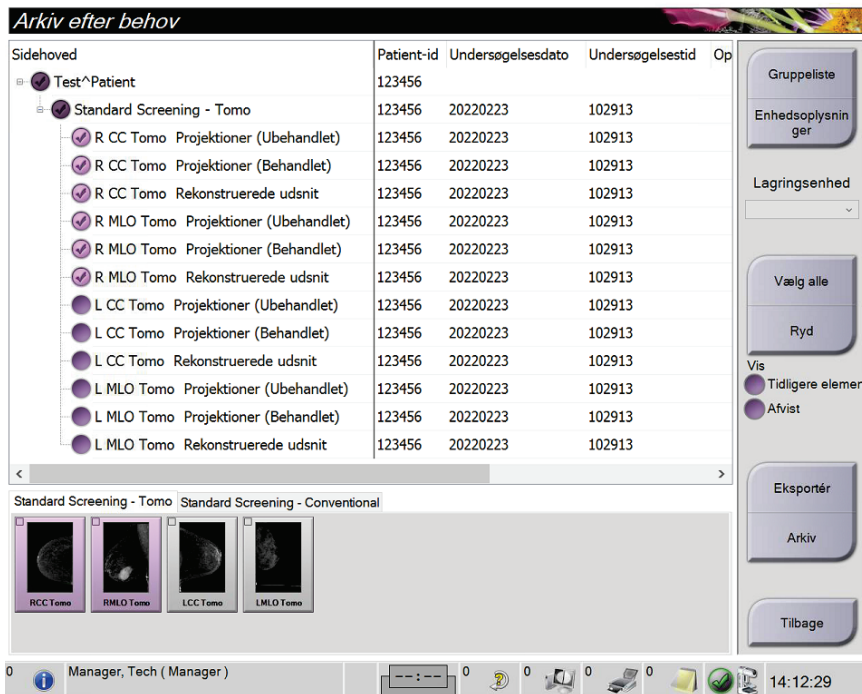 Arkiv efter behov
Sidehoved Patient-id Undersøgelsesdato Undersøgelsestid Op
Test^Patient 123456
Standard Screening - Tomo 123456 20220223 102913
R CC Tomo Projektioner (Ubehandlet) 123456 20220223 102913
R CC Tomo Projektioner (Behandlet) 123456 20220223 102913
R CC Tomo Rekonstruerede udsnit 123456 20220223 102913
R MLO Tomo Projektioner (Ubehandlet) 123456 20220223 102913
R MLO Tomo Projektioner (Behandlet) 123456 20220223 102913
R MLO Tomo Rekonstruerede udsnit 123456 20220223 102913
L CC Tomo Projektioner (Ubehandlet) 123456 20220223 102913
L CC Tomo Projektioner (Behandlet) 123456 20220223 102913
L CC Tomo Rekonstruerede udsnit 123456 20220223 102913
L MLO Tomo Projektioner (Ubehandlet) 123456 20220223 102913
L MLO Tomo Projektioner (Behandlet) 123456 20220223 102913
L MLO Tomo Rekonstruerede udsnit 123456 20220223 102913
Standard Screening - Tomo Standard Screening - Conventional
RCC Tomo RMLO Tomo LCC Tomo LMLO Tomo
Gruppeliste
Enhedsoplysnin
ger
Lagringsenhed
Vælg alle
Ryd
Vis
Tidligere elemer
Afvist
Eksportér
Arkiv
Tilbage
0 Manager, Tech ( Manager ) --:-- 0 0 0 0 14:12:29